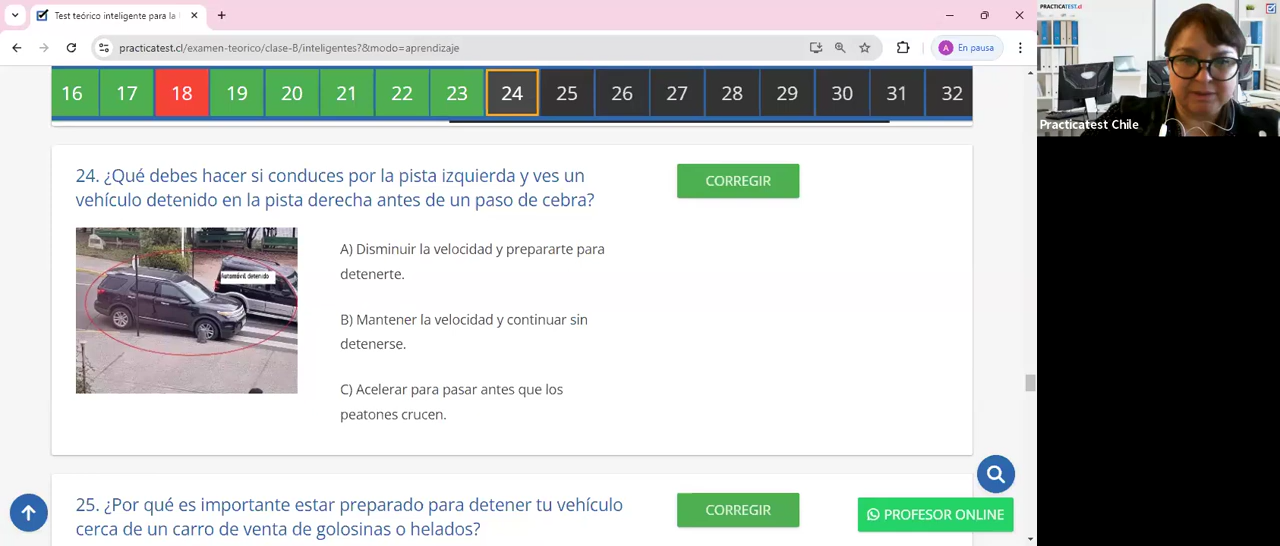 Test teórico inteligente para la
practicatest.cl/examen-teorico/clase-B/inteligentes?&modo=aprendizaje
A
En pausa
PRACTICATEST.cl
Practicatest Chile
16 17 18 19 20 21 22 23 24 25 26 27 28 29 30 31 32
24. ¿Qué debes hacer si conduces por la pista izquierda y ves un
vehículo detenido en la pista derecha antes de un paso de cebra?
CORREGIR
Automóvil detenido
A) Disminuir la velocidad y prepararte para
detenerte.
B) Mantener la velocidad y continuar sin
detenerse.
C) Acelerar para pasar antes que los
peatones crucen.
25. ¿Por qué es importante estar preparado para detener tu vehículo
cerca de un carro de venta de golosinas o helados?
CORREGIR
PROFESOR ONLINE